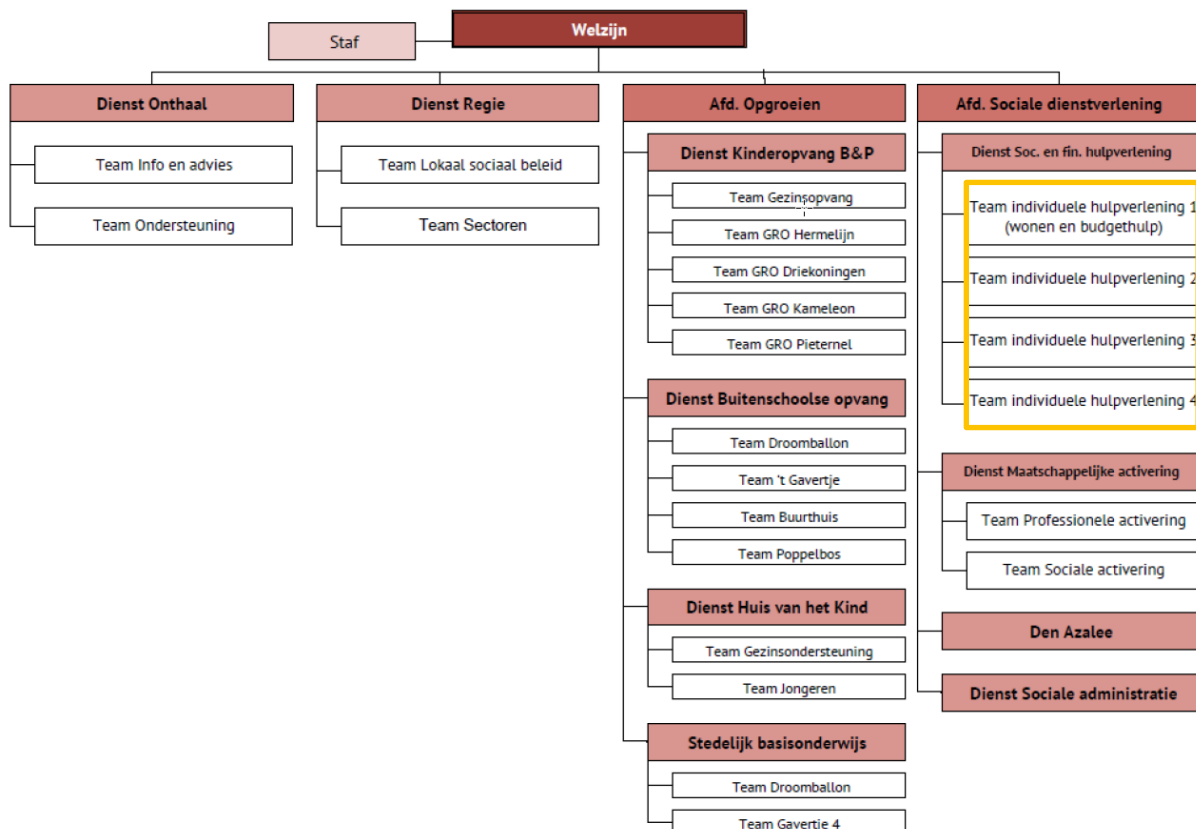 Welzijn
Staf
Dienst Onthaal
Team Info en advies
Team Ondersteuning
Dienst Regie
Team Lokaal sociaal beleid
Team Sectoren
Afd. Opgroeien
Dienst Kinderopvang B&P
Team Gezinsopvang
Team GRO Hermelijn
Team GRO Driekoningen
Team GRO Kameleon
Team GRO Pieternel
Dienst Buitenschoolse opvang
Team Droomballon
Team 't Gavertje
Team Buurthuis
Team Poppelbos
Dienst Huis van het Kind
Team Gezinsondersteuning
Team Jongeren
Stedelijk basisonderwijs
Team Droomballon
Team Gavertje 4
Afd. Sociale dienstverlening
Dienst Soc. en fin. hulpverlening
Team individuele hulpverlening 1
(wonen en budgethulp)
Team individuele hulpverlening 2
Team individuele hulpverlening 3
Team individuele hulpverlening 4
Dienst Maatschappelijke activering
Team Professionele activering
Team Sociale activering
Den Azalee
Dienst Sociale administratie